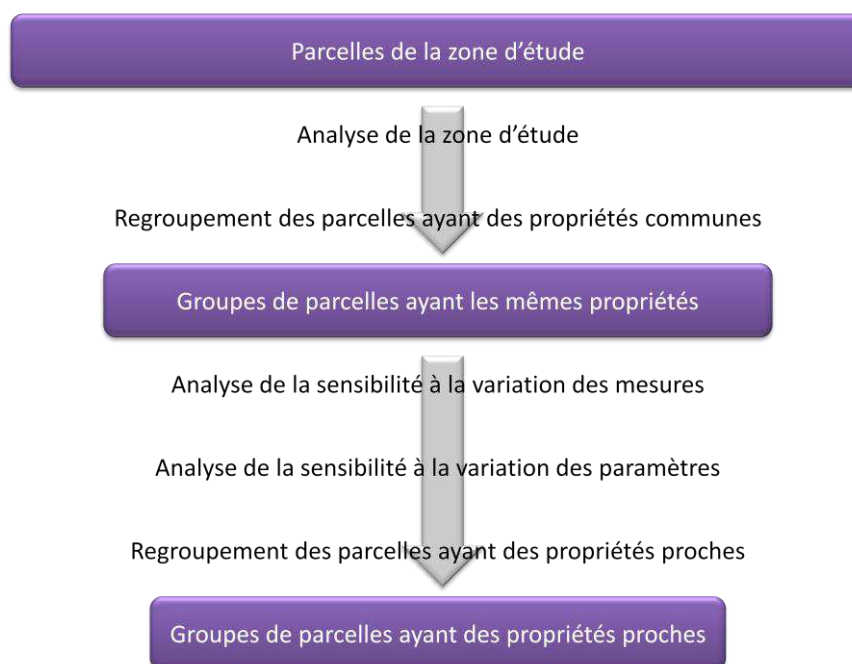 Parcelles de la zone d’étude
Analyse de la zone d’étude
Regroupement des parcelles ayant des propriétés communes
Groupes de parcelles ayant les mêmes propriétés
Analyse de la sensibilité à la variation des mesures
Analyse de la sensibilité à la variation des paramètres
Regroupement des parcelles ayant des propriétés proches
Groupes de parcelles ayant des propriétés proches